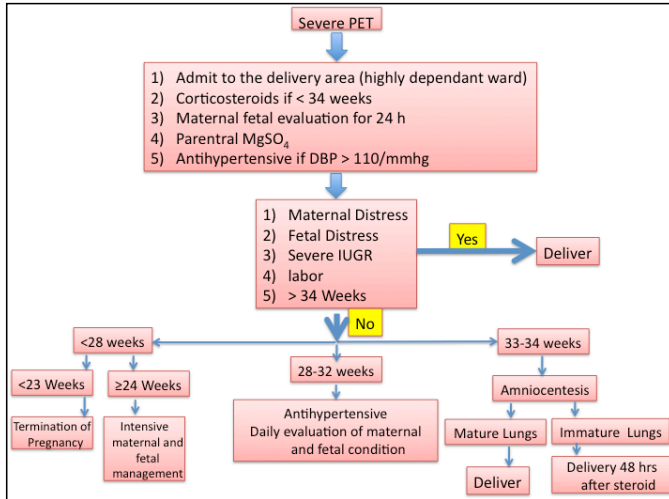 Severe PET
1) Admit to the delivery area (highly dependant ward)
2) Corticosteroids if < 34 weeks
3) Maternal fetal evaluation for 24 h
4) Parentral MgSO₄
5) Antihypertensive if DBP > 110/mmhg
1) Maternal Distress
2) Fetal Distress
3) Severe IUGR
4) labor
5) > 34 Weeks
Yes
Deliver
No
<28 weeks
33-34 weeks
28-32 weeks
<23 Weeks
≥24 Weeks
Amniocentesis
Termination of
Pregnancy
Intensive
maternal and
fetal
management
Antihypertensive
Daily evaluation of maternal
and fetal condition
Mature Lungs
Immature Lungs
Deliver
Delivery 48 hrs
after steroid